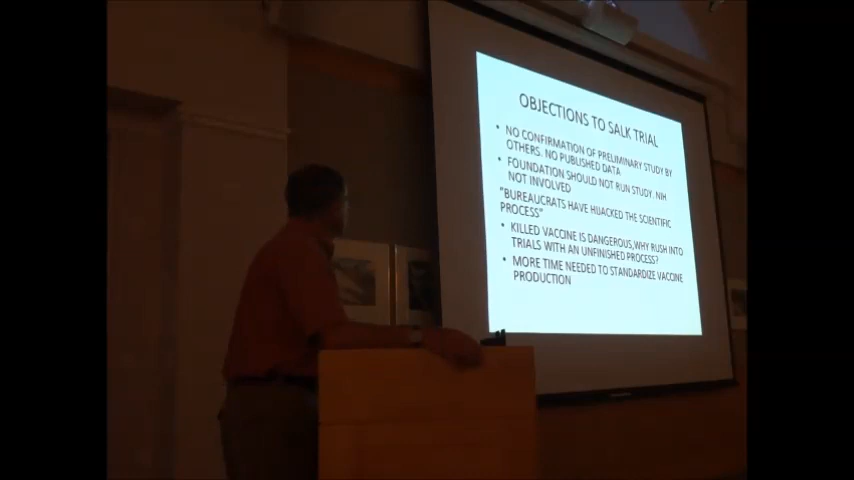 OBJECTIONS TO SALK TRIAL
• NO CONFIRMATION OF PRELIMINARY STUDY BY
OTHERS. NO PUBLISHED DATA
• FOUNDATION SHOULD NOT RUN STUDY. NIH
NOT INVOLVED
"BUREAUCRATS HAVE HIJACKED THE SCIENTIFIC
PROCESS"
• KILLED VACCINE IS DANGEROUS,WHY RUSH INTO
TRIALS WITH AN UNFINISHED PROCESS?
• MORE TIME NEEDED TO STANDARDIZE VACCINE
PRODUCTION